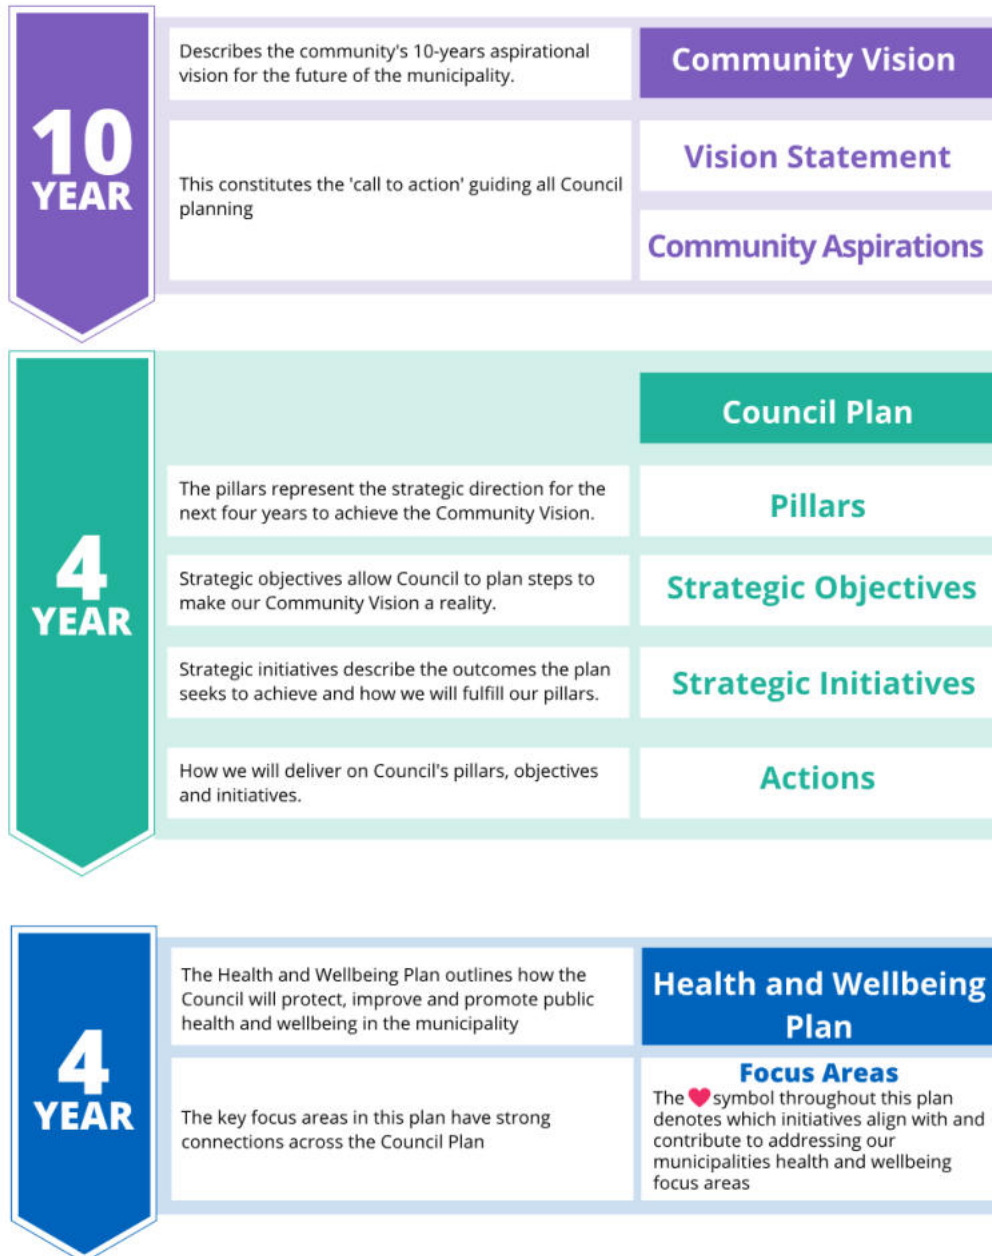 10
YEAR
Describes the community's 10-years aspirational
vision for the future of the municipality.
Community Vision
This constitutes the 'call to action' guiding all Council
planning
Vision Statement
Community Aspirations
4
YEAR
Council Plan
The pillars represent the strategic direction for the
next four years to achieve the Community Vision.
Pillars
Strategic objectives allow Council to plan steps to
make our Community Vision a reality.
Strategic Objectives
Strategic initiatives describe the outcomes the plan
seeks to achieve and how we will fulfill our pillars.
Strategic Initiatives
How we will deliver on Council's pillars, objectives
and initiatives.
Actions
4
YEAR
The Health and Wellbeing Plan outlines how the
Council will protect, improve and promote public
health and wellbeing in the municipality
Health and Wellbeing
Plan
The key focus areas in this plan have strong
connections across the Council Plan
Focus Areas
The symbol throughout this plan
denotes which initiatives align with and
contribute to addressing our
municipalities health and wellbeing
focus areas